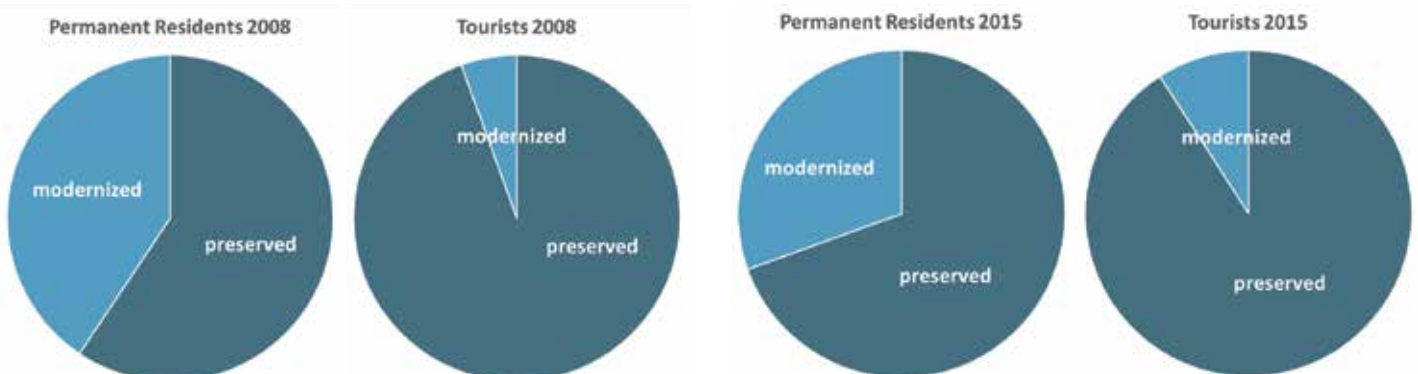 Permanent Residents 2008
modernized
preserved
Tourists 2008
modernized
preserved
Permanent Residents 2015
modernized
preserved
Tourists 2015
modernized
preserved